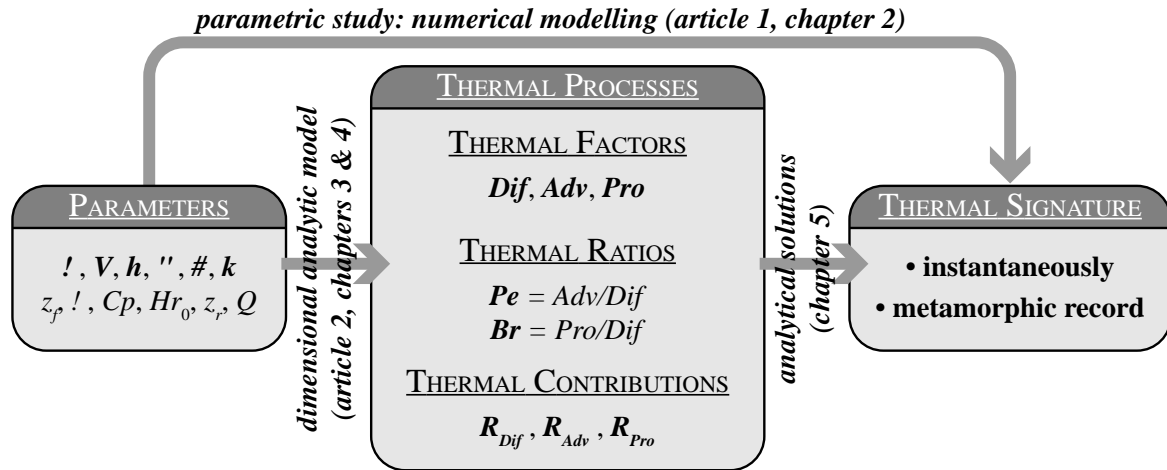 parametric study: numerical modelling (article 1, chapter 2)
PARAMETERS
! , V, h, ", #, k
z_f, ! , Cp, Hr_0, z_r, Q
dimensional analytic model
(article 2, chapters 3 & 4)
THERMAL PROCESSES
THERMAL FACTORS
Dif, Adv, Pro
THERMAL RATIOS
Pe = Adv/Dif
Br = Pro/Dif
THERMAL CONTRIBUTIONS
R_Dif , R_Adv , R_Pro
analytical solutions
(chapter 5)
THERMAL SIGNATURE
• instantaneously
• metamorphic record